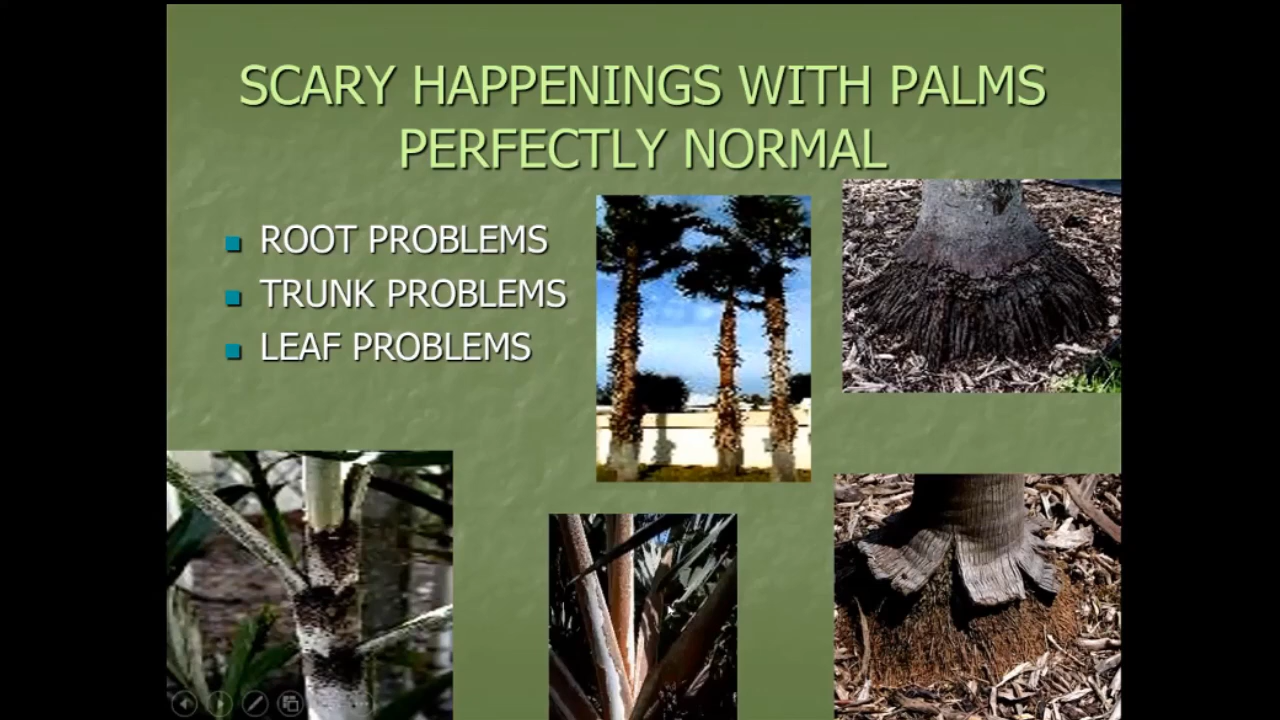 SCARY HAPPENINGS WITH PALMS
PERFECTLY NORMAL
ROOT PROBLEMS
TRUNK PROBLEMS
LEAF PROBLEMS